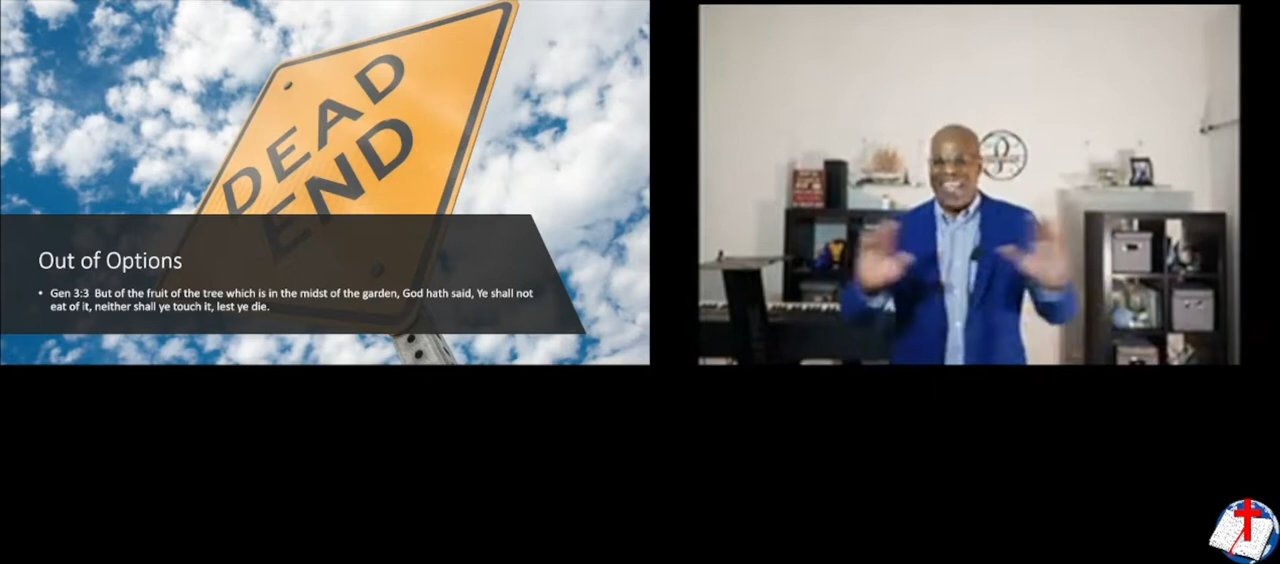 DEAD
END
Out of Options
• Gen 3:3 But of the fruit of the tree which is in the midst of the garden, God hath said, Ye shall not
eat of it, neither shall ye touch it, lest ye die.